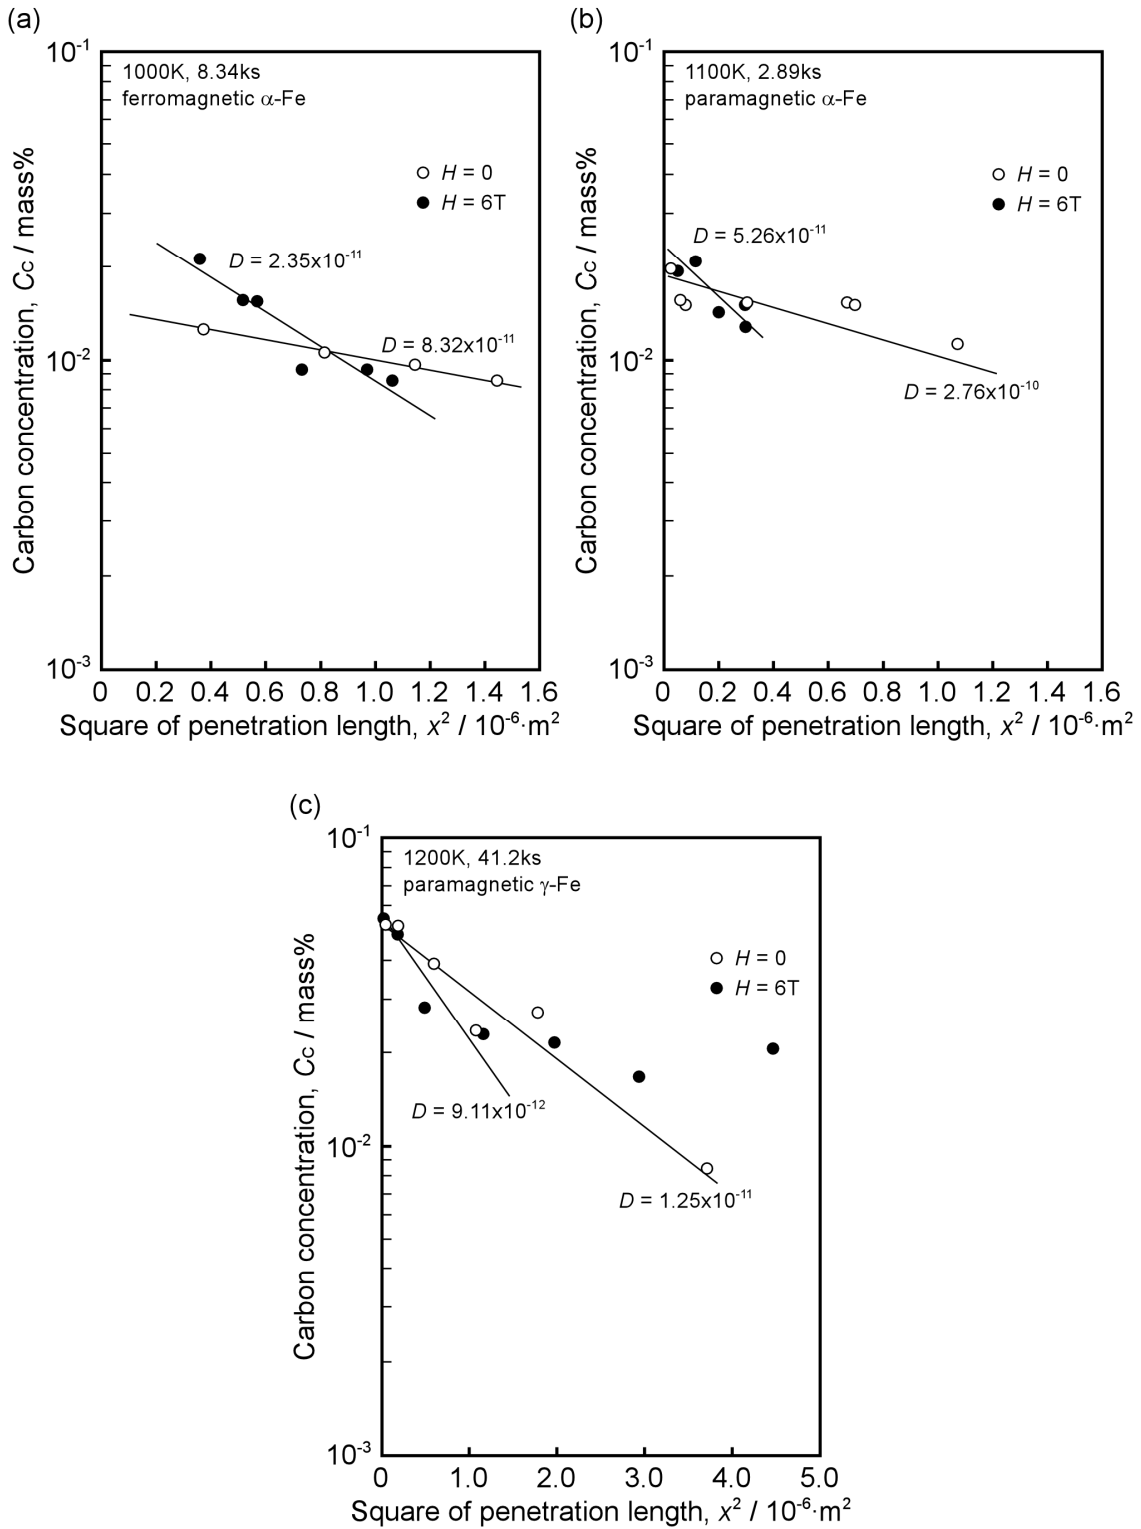 (a)
10⁻¹
1000K, 8.34ks
ferromagnetic α-Fe
H = 0
H = 6T
D = 2.35x10⁻¹¹
D = 8.32x10⁻¹¹
10⁻²
10⁻³
Carbon concentration, Cc / mass%
0 0.2 0.4 0.6 0.8 1.0 1.2 1.4 1.6
Square of penetration length, x² / 10⁻⁶·m²
(b)
10⁻¹
1100K, 2.89ks
paramagnetic α-Fe
H = 0
H = 6T
D = 5.26x10⁻¹¹
10⁻²
D = 2.76x10⁻¹⁰
10⁻³
Carbon concentration, Cc / mass%
0 0.2 0.4 0.6 0.8 1.0 1.2 1.4 1.6
Square of penetration length, x² / 10⁻⁶·m²
(c)
10⁻¹
1200K, 41.2ks
paramagnetic γ-Fe
H = 0
H = 6T
D = 9.11x10⁻¹²
10⁻²
D = 1.25x10⁻¹¹
10⁻³
Carbon concentration, Cc / mass%
0 1.0 2.0 3.0 4.0 5.0
Square of penetration length, x² / 10⁻⁶·m²